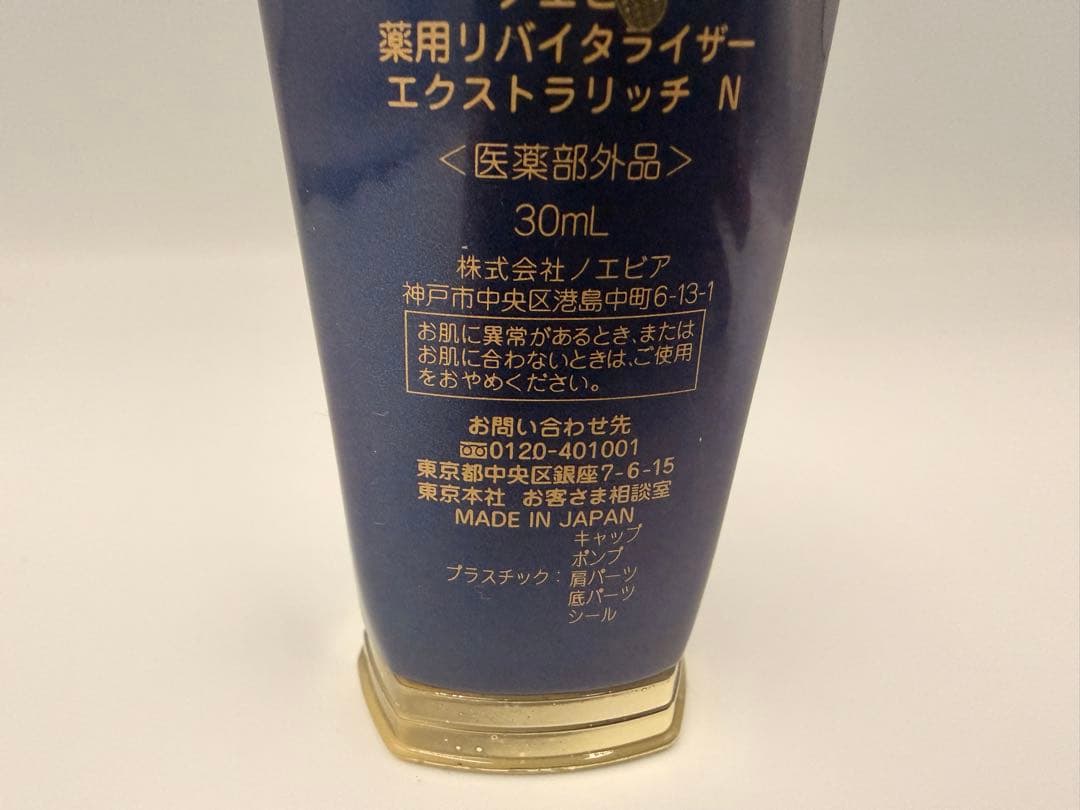 薬用リバイタライザー
エクストラリッチ N
<医薬部外品>
30mL
株式会社ノエビア
神戸市中央区港島中町6-13-1
お肌に異常があるとき、または
お肌に合わないときは、ご使用
をおやめください。
お問い合わせ先
0120-401001
東京都中央区銀座7-6-15
東京本社 お客さま相談室
MADE IN JAPAN
キャップ
ポンプ
プラスチック:肩パーツ
底パーツ
シール